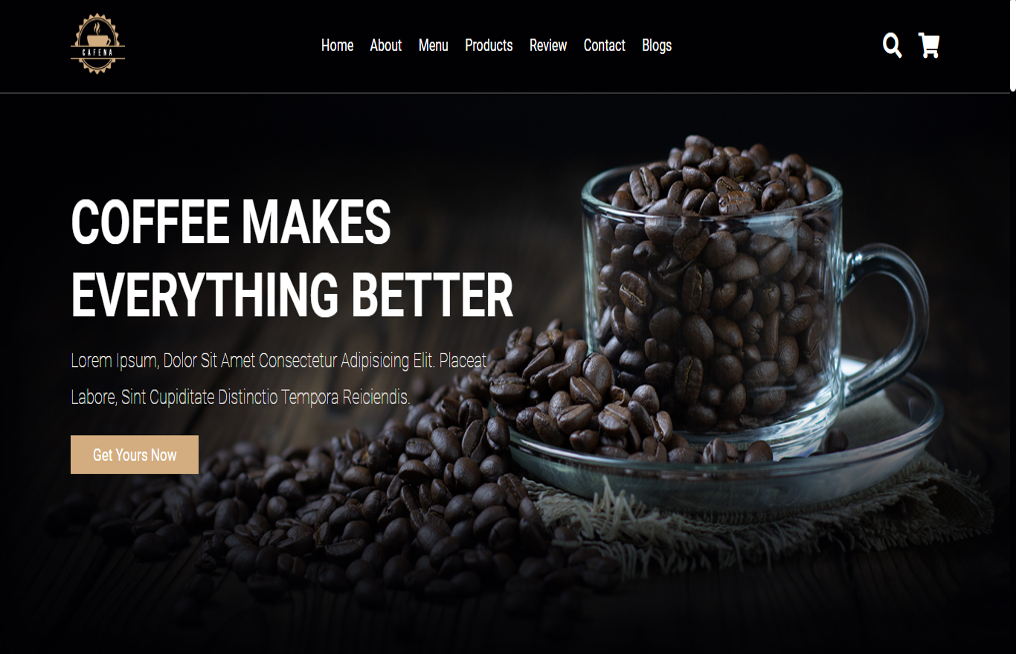 CAFENA
Home About Menu Products Review Contact Blogs
COFFEE MAKES
EVERYTHING BETTER
Lorem Ipsum, Dolor Sit Amet Consectetur Adipisicing Elit. Placeat
Labore, Sint Cupiditate Distinctio Tempora Reiciendis.
Get Yours Now